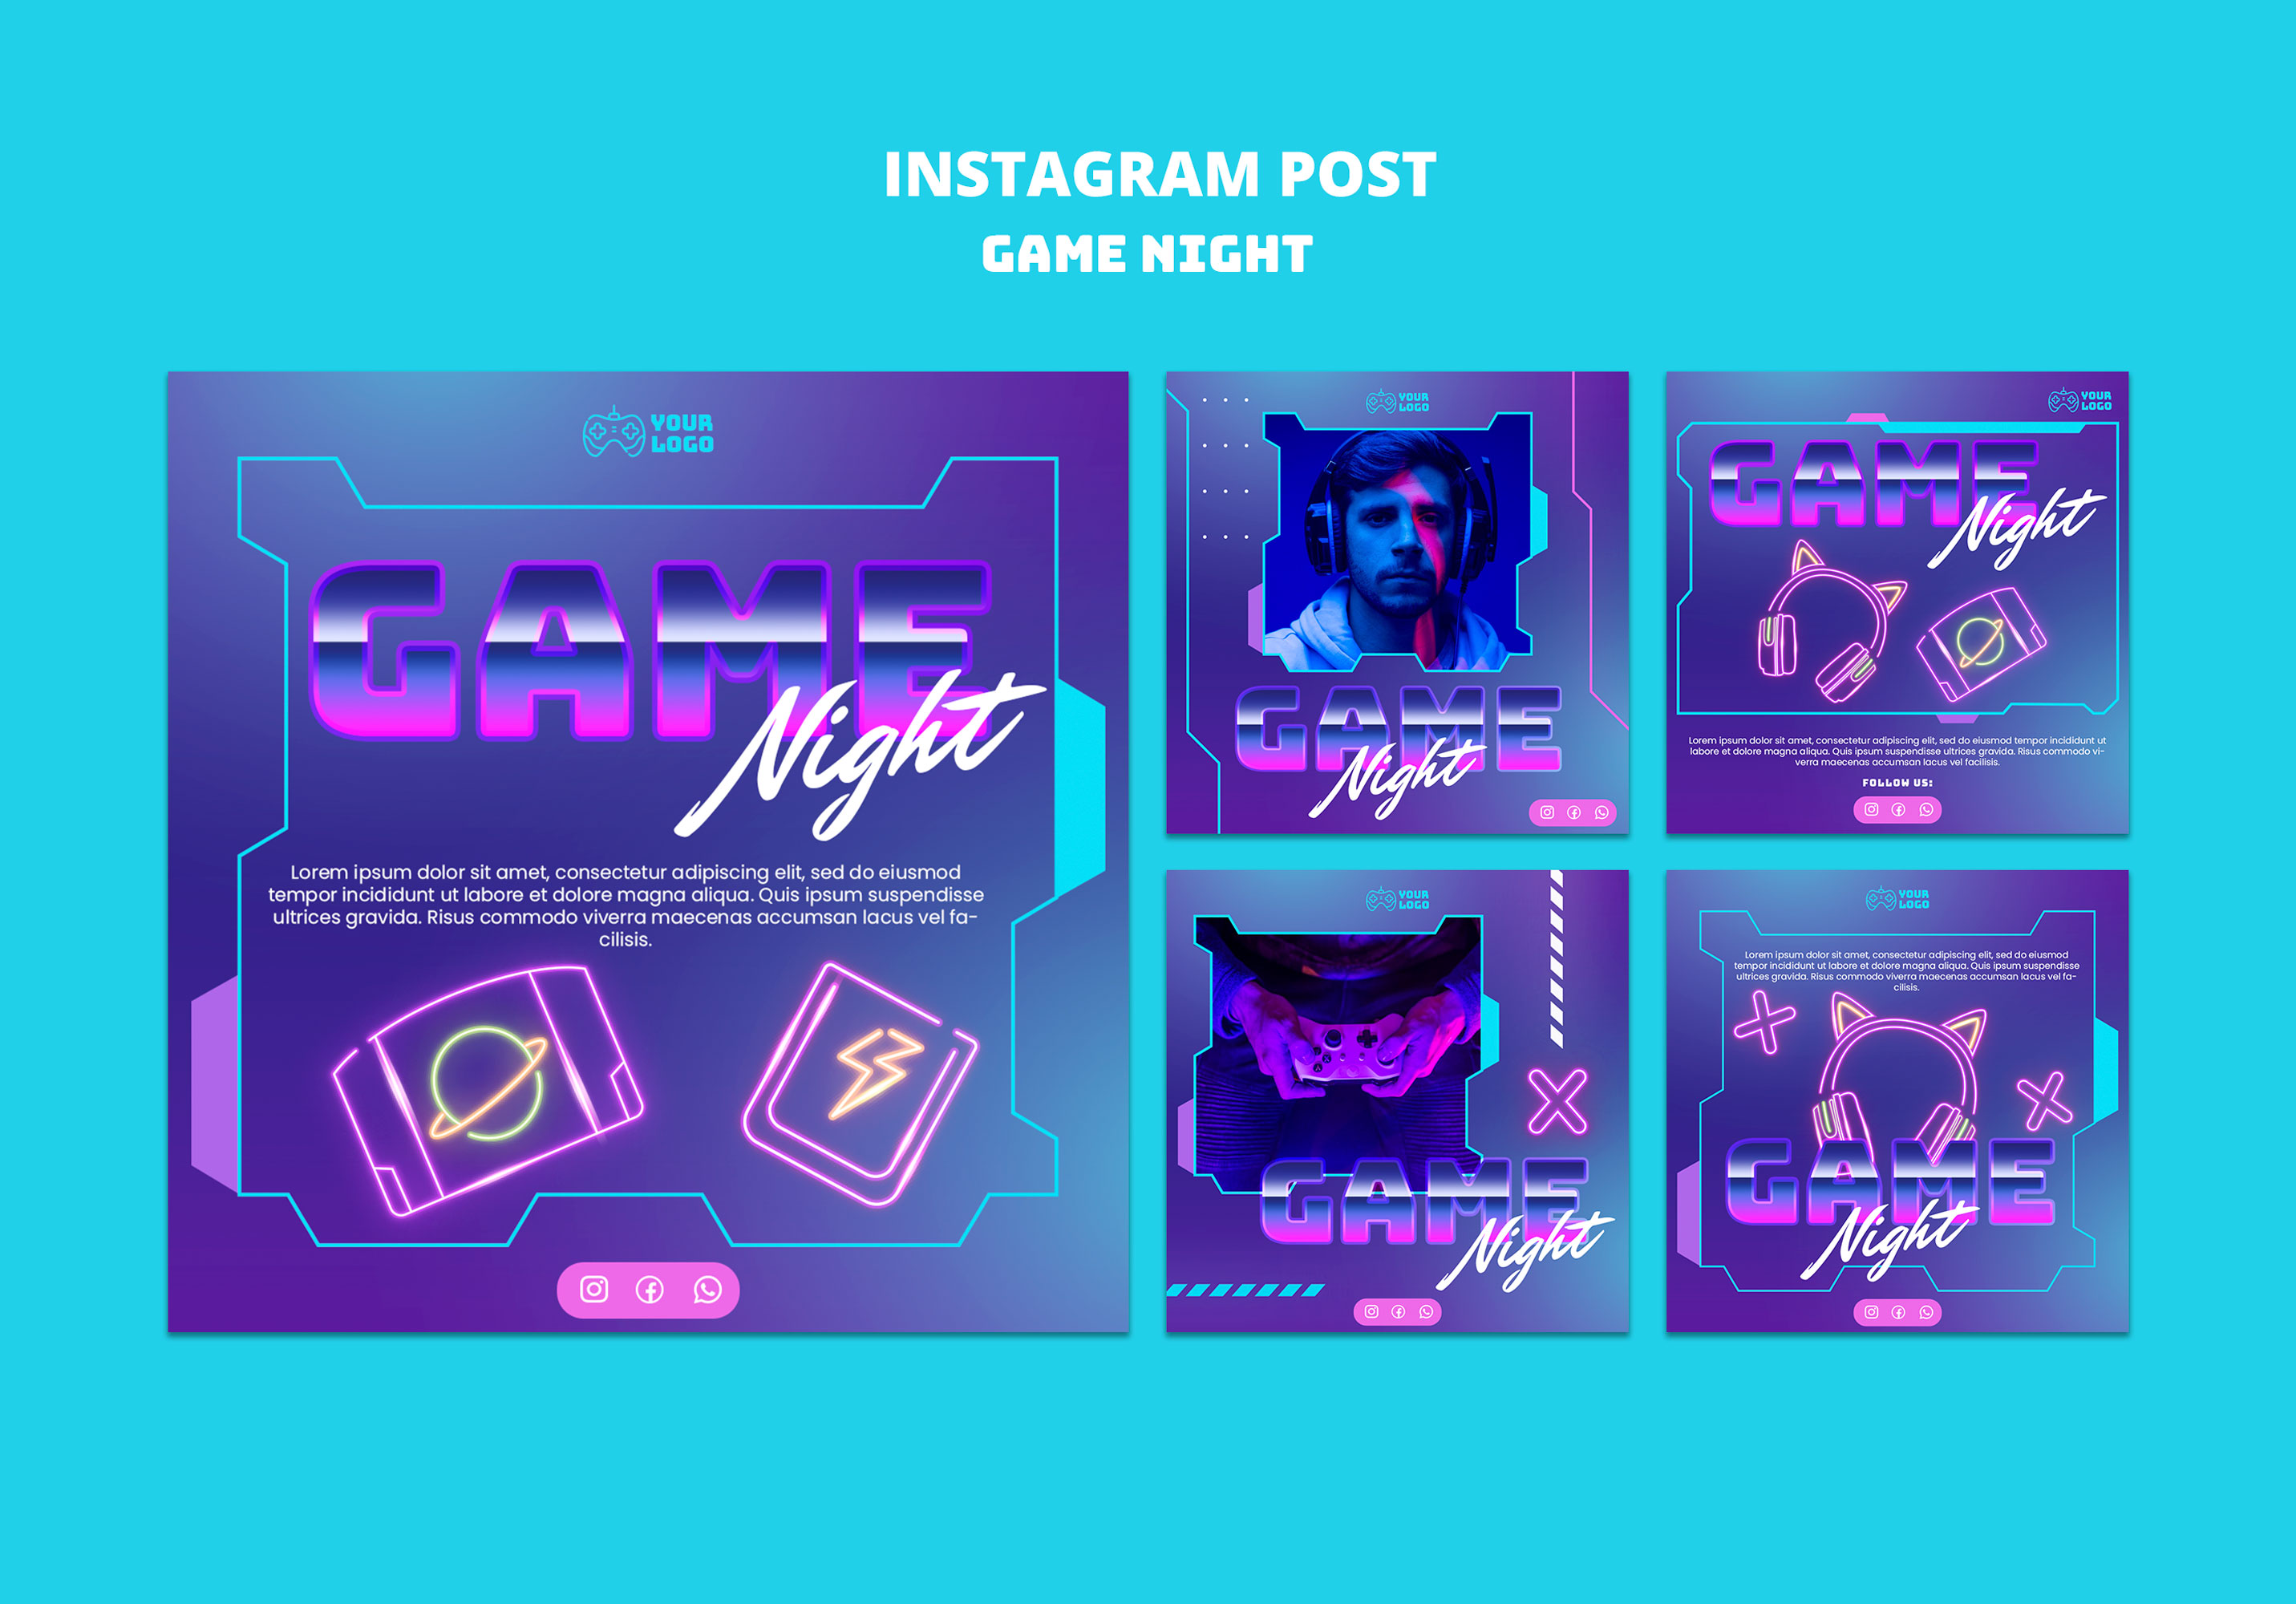 INSTAGRAM POST
GAME NIGHT
YOUR
LOGO
GAME
Night
Lorem ipsum dolor sit amet, consectetur adipiscing elit, sed do eiusmod
tempor incididunt ut labore et dolore magna aliqua. Quis ipsum suspendisse
ultrices gravida. Risus commodo viverra maecenas accumsan lacus vel fa-
cilisis.
YOUR
LOGO
GAME
Night
YOUR
LOGO
GAME
Night
Lorem ipsum dolor sit amet, consectetur adipiscing elit, sed do eiusmod tempor incididunt ut
labore et dolore magna aliqua. Quis ipsum suspendisse ultrices gravida. Risus commodo vi-
verra maecenas accumsan lacus vel facilisis.
FOLLOW US:
YOUR
LOGO
GAME
Night
YOUR
LOGO
Lorem ipsum dolor sit amet, consectetur adipiscing elit, sed do eiusmod
tempor incididunt ut labore et dolore magna aliqua. Quis ipsum suspendisse
ultrices gravida. Risus commodo viverra maecenas accumsan lacus vel fa-
cilisis.
GAME
Night